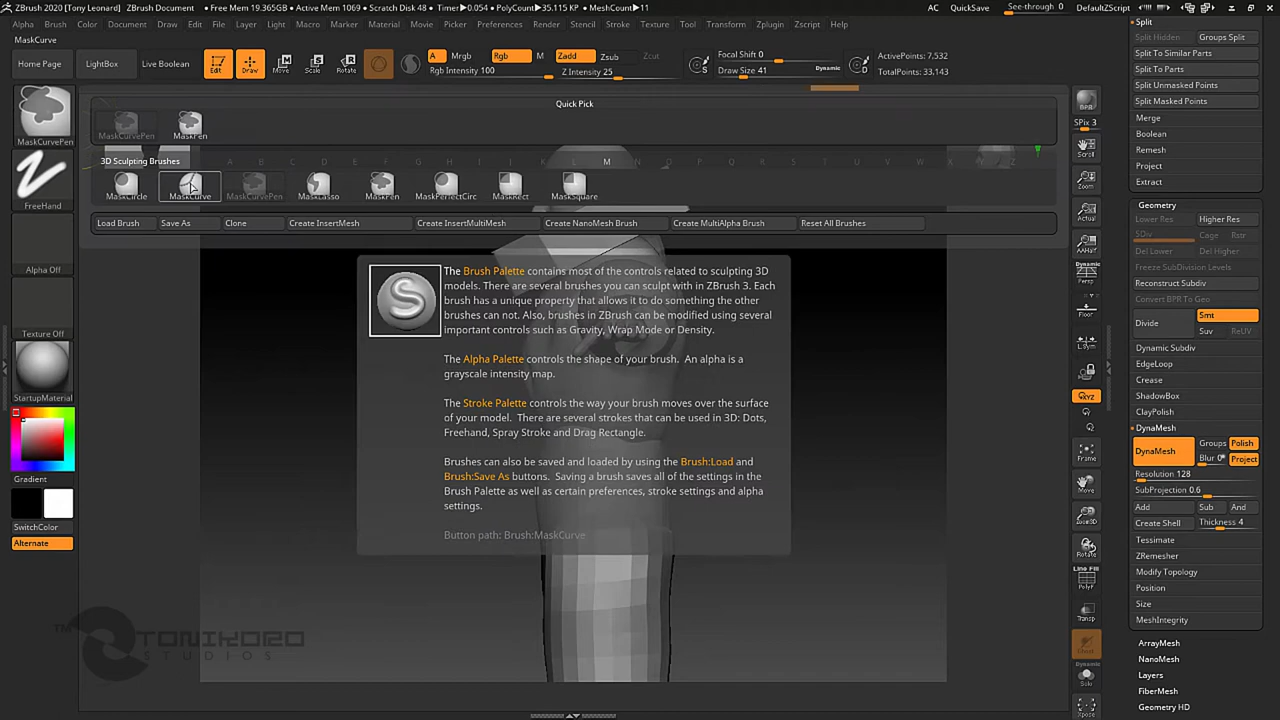 ZBrush 2020 [Tony Leonard] ZBrush Document • Free Mem 19.365GB • Active Mem 1069 • Scratch Disk 48 • Timer▶0.054 • PolyCount▶35.115 KP • MeshCount▶11
AC QuickSave See-through 0 Menus DefaultZScript
Alpha Brush Color Document Draw Edit File Layer Light Macro Marker Material Movie Picker Preferences Render Stencil Stroke Texture Tool Transform Zplugin Zscript Help
MaskCurve
Home Page LightBox Live Boolean Edit Draw Move Scale Rotate
A Mrgb Rgb M Zadd Zsub Zcut
Rgb Intensity 100 Z Intensity 25
Focal Shift 0
Draw Size 41 Dynamic
S D
ActivePoints: 7,532
TotalPoints: 33,143
Quick Pick
MaskCurvePen MaskPen
3D Sculpting Brushes A B C D E F G H I K L M N O P R S T V W X Z
MaskCircle MaskCurve MaskCurvePen MaskLasso MaskPen MaskPerfectCirc MaskRect MaskSquare
Load Brush Save As Clone Create InsertMesh Create InsertMultiMesh Create NanoMesh Brush Create MultiAlpha Brush Reset All Brushes
The Brush Palette contains most of the controls related to sculpting 3D
models. There are several brushes you can sculpt with in ZBrush 3. Each
brush has a unique property that allows it to do something the other
brushes can not. Also, brushes in ZBrush can be modified using several
important controls such as Gravity, Wrap Mode or Density.
The Alpha Palette controls the shape of your brush. An alpha is a
grayscale intensity map.
The Stroke Palette controls the way your brush moves over the surface
of your model. There are several strokes that can be used in 3D: Dots,
Freehand, Spray Stroke and Drag Rectangle.
Brushes can also be saved and loaded by using the Brush:Load and
Brush:Save As buttons. Saving a brush saves all of the settings in the
Brush Palette as well as certain preferences, stroke settings and alpha
settings.
Button path: Brush:MaskCurve
MaskCurvePen
FreeHand
Alpha Off
Texture Off
StartupMaterial
Gradient
SwitchColor
Alternate
™ TONIKORO
STUDIOS
BPR
SPix 3
Scroll
Zoom
Actual
AAHalf
Dynamic
Persp
Floor
L.Sym
Qxyz
Frame
Move
Zoom3D
Rotate
Line Fill
PolyF
Transp
Ghost
Dynamic
Solo
Xpose
Split
Split Hidden Groups Split
Split To Similar Parts
Split To Parts
Split Unmasked Points
Split Masked Points
Merge
Boolean
Remesh
Project
Extract
Geometry
Lower Res Higher Res
SDiv Cage Rstr
Del Lower Del Higher
Freeze SubDivision Levels
Reconstruct Subdiv
Convert BPR To Geo
Divide Smt
Suv ReUV
Dynamic Subdiv
EdgeLoop
Crease
ShadowBox
ClayPolish
DynaMesh
DynaMesh Groups Polish
Blur 0 Project
Resolution 128
SubProjection 0.6
Add Sub And
Create Shell Thickness 4
Tessimate
ZRemesher
Modify Topology
Position
Size
MeshIntegrity
ArrayMesh
NanoMesh
Layers
FiberMesh
Geometry HD